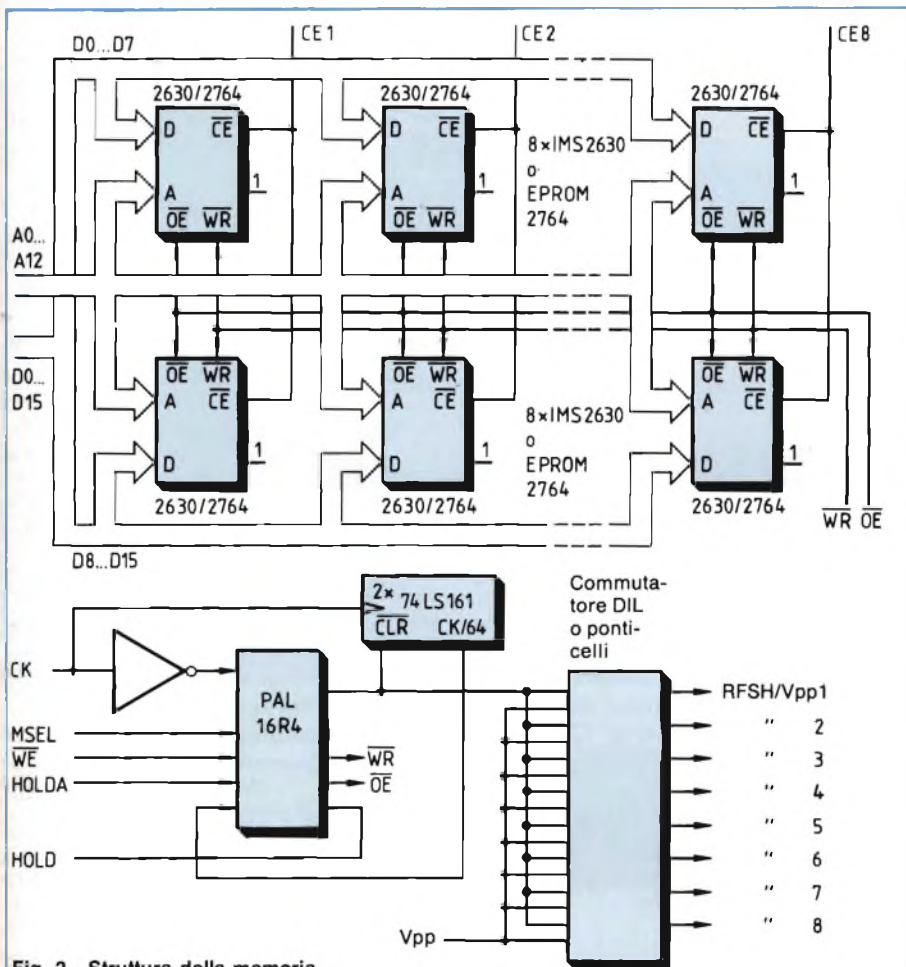 D0...D7
CE1
CE2
CE8
2630/2764
2630/2764
2630/2764
D
CE
1
A
OE WR
D
CE
1
A
OE WR
8×IMS2630
o
EPROM
2764
D
CE
1
A
OE WR
A0...
A12
D0...
D15
OE WR
A
CE
D
1
OE WR
A
CE
D
1
8×IMS2630
o
EPROM
2764
OE WR
A
CE
D
1
2630/2764
2630/2764
2630/2764
WR OE
D8...D15
2× 74LS161
CLR CK/64
Commuta-
tore DIL
o ponti-
celli
CK
PAL
16R4
MSEL
WE
HOLDA
HOLD
WR
OE
RFSH/Vpp1
" 2
" 3
" 4
" 5
" 6
" 7
" 8
Vpp
Fig. 2 - Struttura della memoria